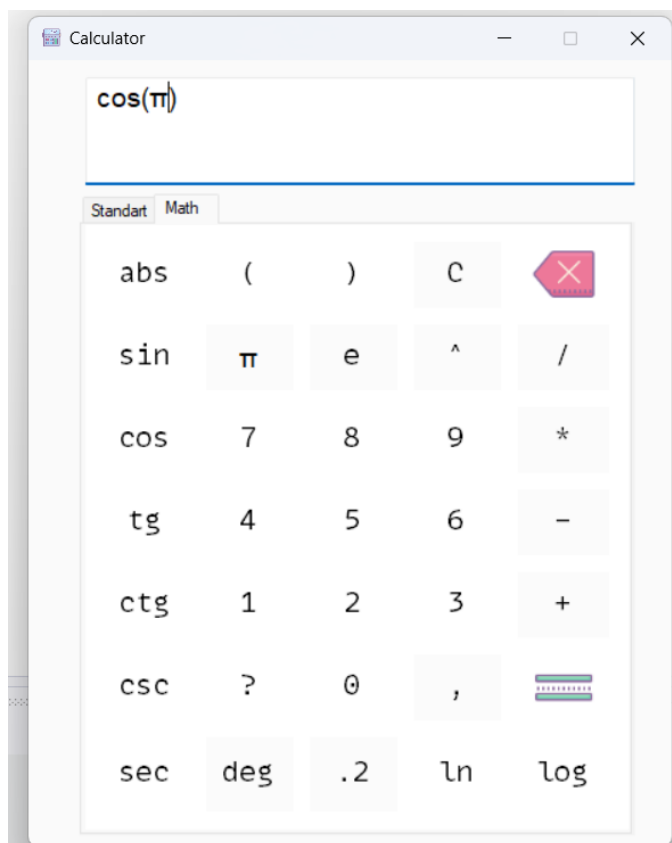 Calculator
cos(π)
Standart Math
abs ( ) C
sin π e ^ /
cos 7 8 9 *
tg 4 5 6 -
ctg 1 2 3 +
csc ? 0 ,
sec deg .2 ln log